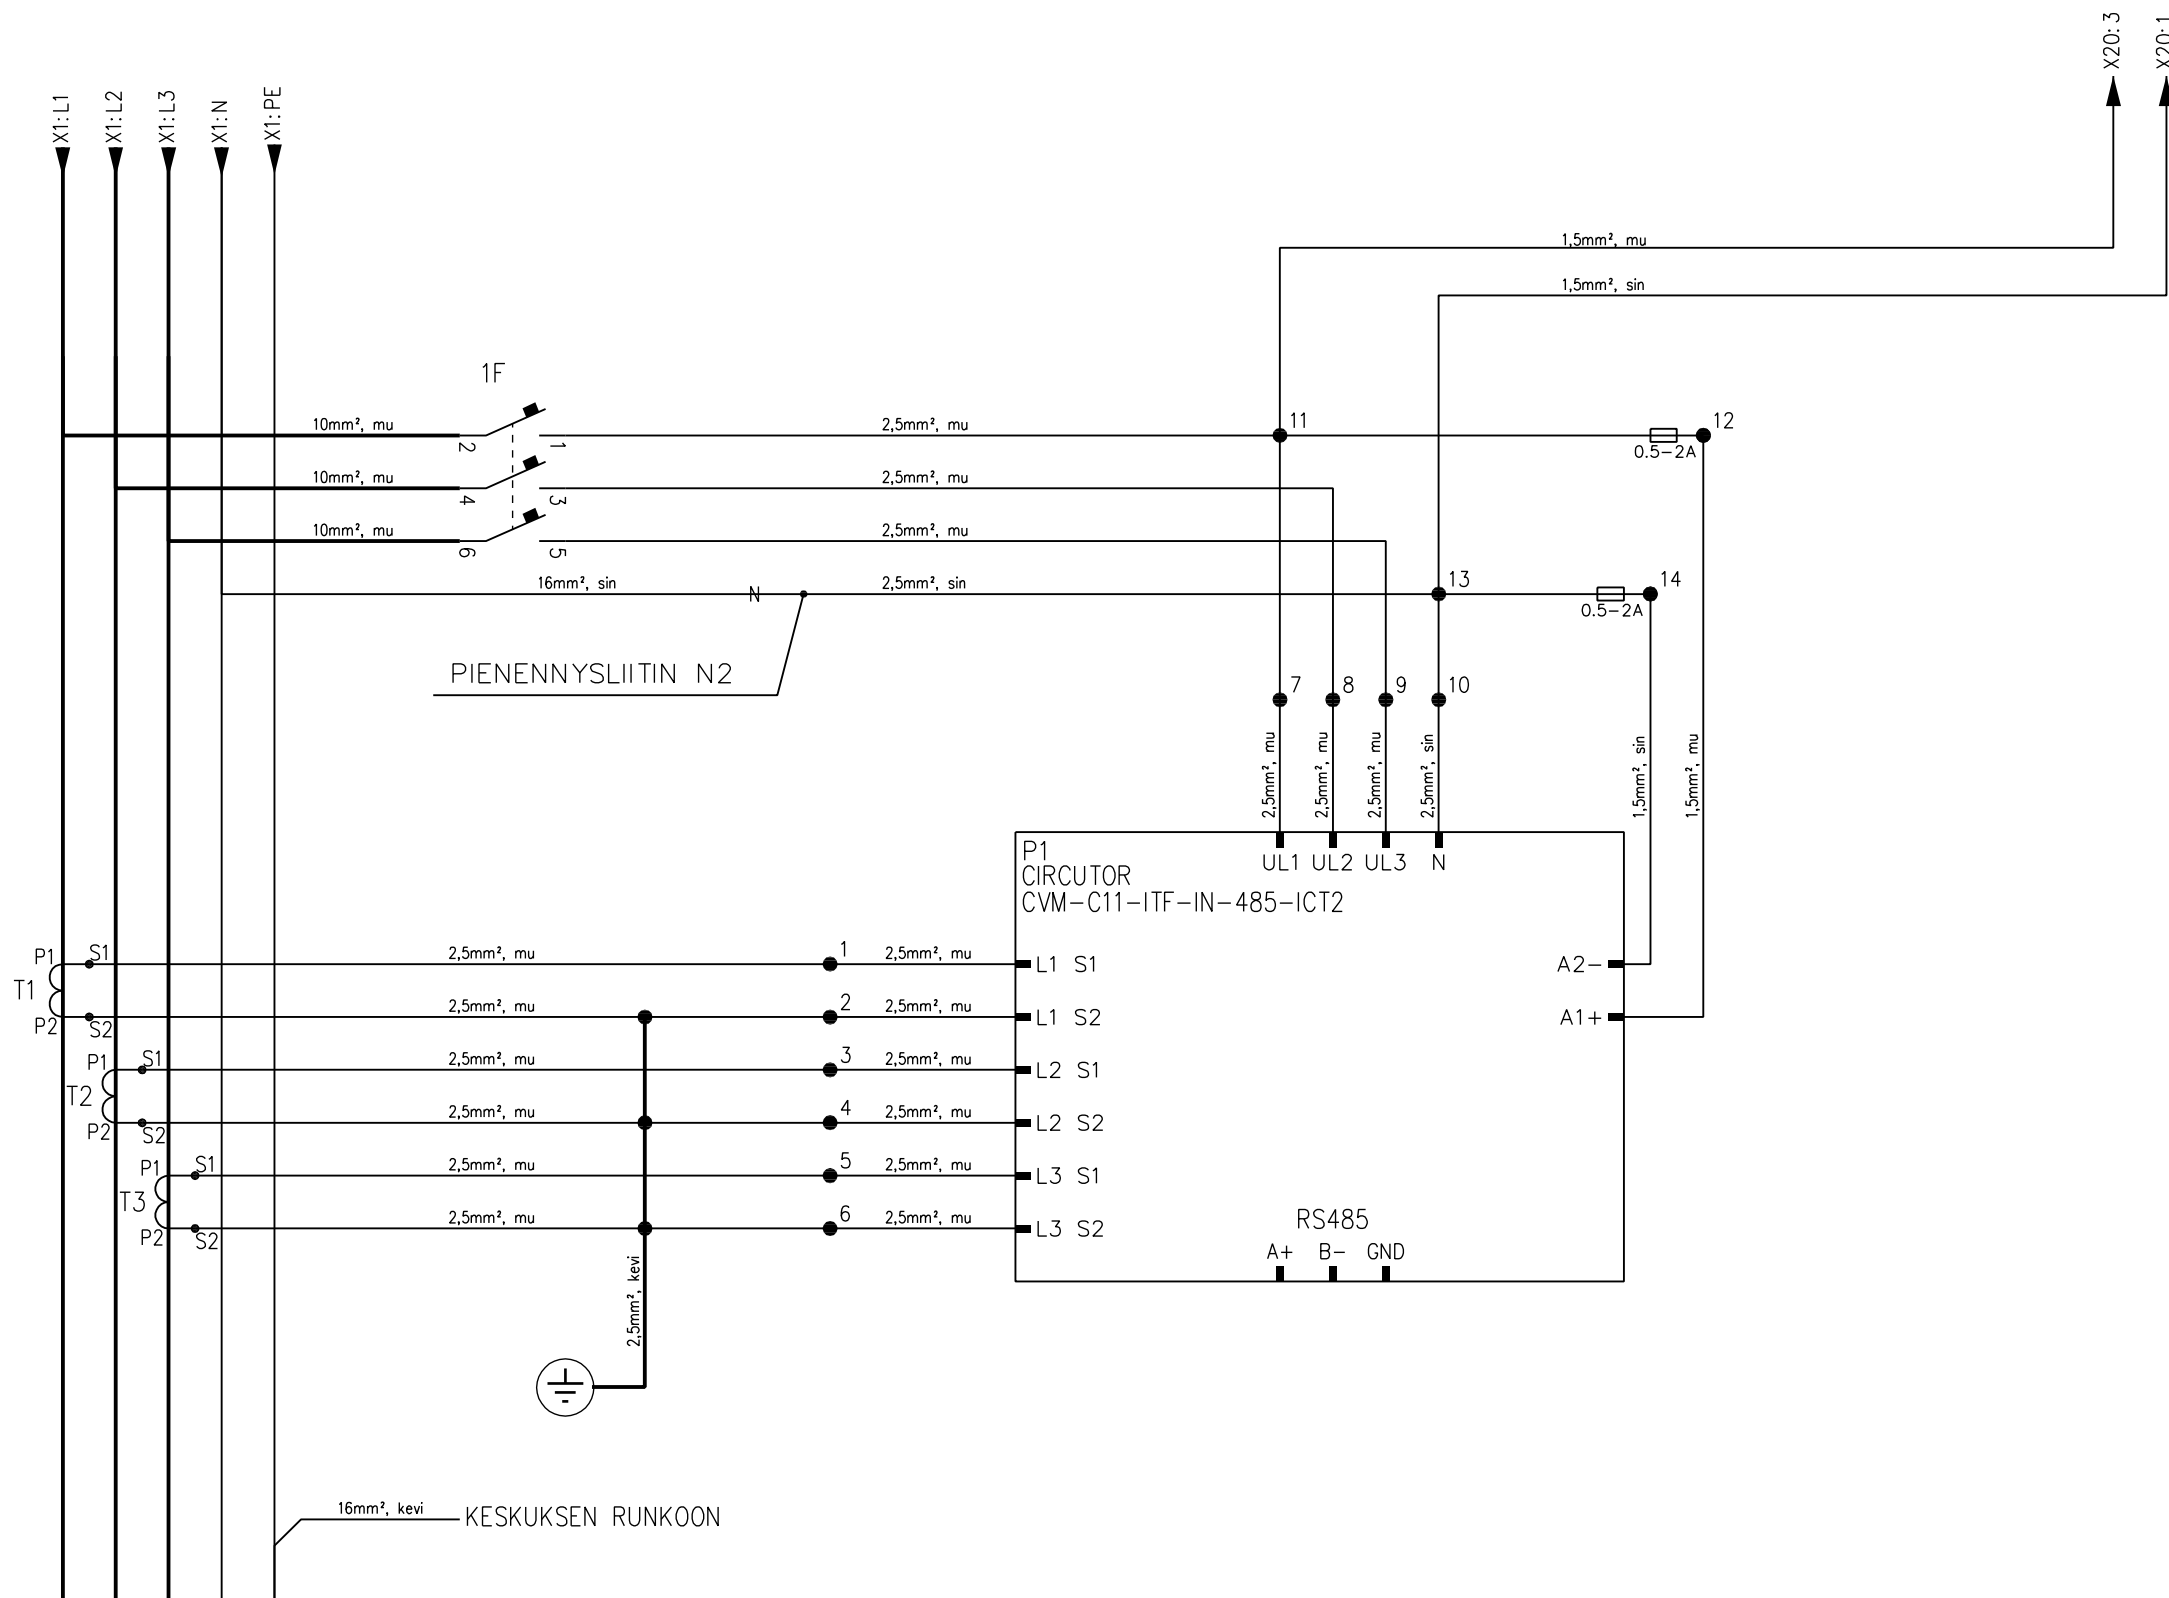 X20:3
X20:1
X1:L1
X1:L2
X1:L3
X1:N
X1:PE
1,5mm², mu
1,5mm², sin
1F
10mm², mu
2
1
2,5mm², mu
11
12
0.5-2A
10mm², mu
4
3
2,5mm², mu
10mm², mu
6
5
2,5mm², mu
16mm², sin
N
2,5mm², sin
13
14
0.5-2A
PIENENNYSLIITIN N2
7
8
9
10
2,5mm², mu
2,5mm², mu
2,5mm², mu
2,5mm², sin
1,5mm², sin
1,5mm², mu
P1
CIRCUTOR
CVM-C11-ITF-IN-485-ICT2
UL1
UL2
UL3
N
P1
S1
2,5mm², mu
1
2,5mm², mu
L1 S1
A2-
T1
P2
S2
2,5mm², mu
2
2,5mm², mu
L1 S2
A1+
P1
S1
2,5mm², mu
3
2,5mm², mu
L2 S1
T2
P2
S2
2,5mm², mu
4
2,5mm², mu
L2 S2
P1
S1
2,5mm², mu
5
2,5mm², mu
L3 S1
T3
P2
S2
2,5mm², mu
6
2,5mm², mu
L3 S2
RS485
A+
B-
GND
2,5mm², kevi
16mm², kevi
KESKUKSEN RUNKOON